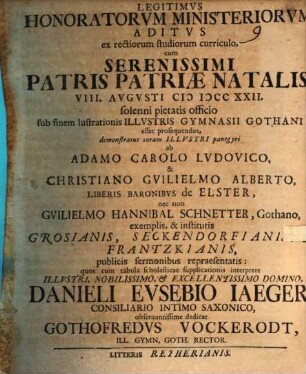 LEGITIMVS
HONORATORVM MINISTERIORVM
ADITVS
9
ex rectiorum studiorum curriculo,
cum
SERENISSIMI
PATRIS PATRIÆ NATALIS
VIII. AVGVSTI CIↃ IↃCC XXII.
solenni pietatis officio
sub finem lustrationis ILLVSTRIS GYMNASII GOTHANI
esset prosequendus,
demonstratus coram ILLVSTRI panegyri
ab
ADAMO CAROLO LVDOVICO,
&
CHRISTIANO GVILIELMO ALBERTO,
LIBERIS BARONIBVS de ELSTER,
nec non
GVILIELMO HANNIBAL SCHNETTER, Gothano,
exemplis, & institutis
GROSIANIS, SECKENDORFIANIS
FRANTZKIANIS,
publicis sermonibus repraesentatis:
quos cum tabula scholasticae supplicationis interprete
ILLVSTRI, NOBILISSIMO, & EXCELLENTISSIMO DOMINO,
DANIELI EVSEBIO IAEGER
CONSILIARIO INTIMO SAXONICO,
observantissime dedicat
GOTHOFREDVS VOCKERODT,
ILL. GYMN. GOTH. RECTOR.
LITTERIS REYHERIANIS.